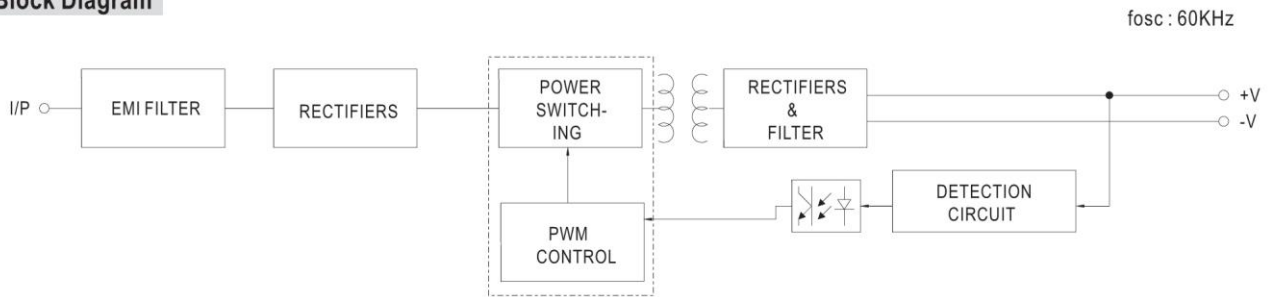 Block Diagram
fosc : 60KHz
I/P
EMI FILTER
RECTIFIERS
POWER
SWITCH-
ING
RECTIFIERS
&
FILTER
+V
-V
DETECTION
CIRCUIT
PWM
CONTROL